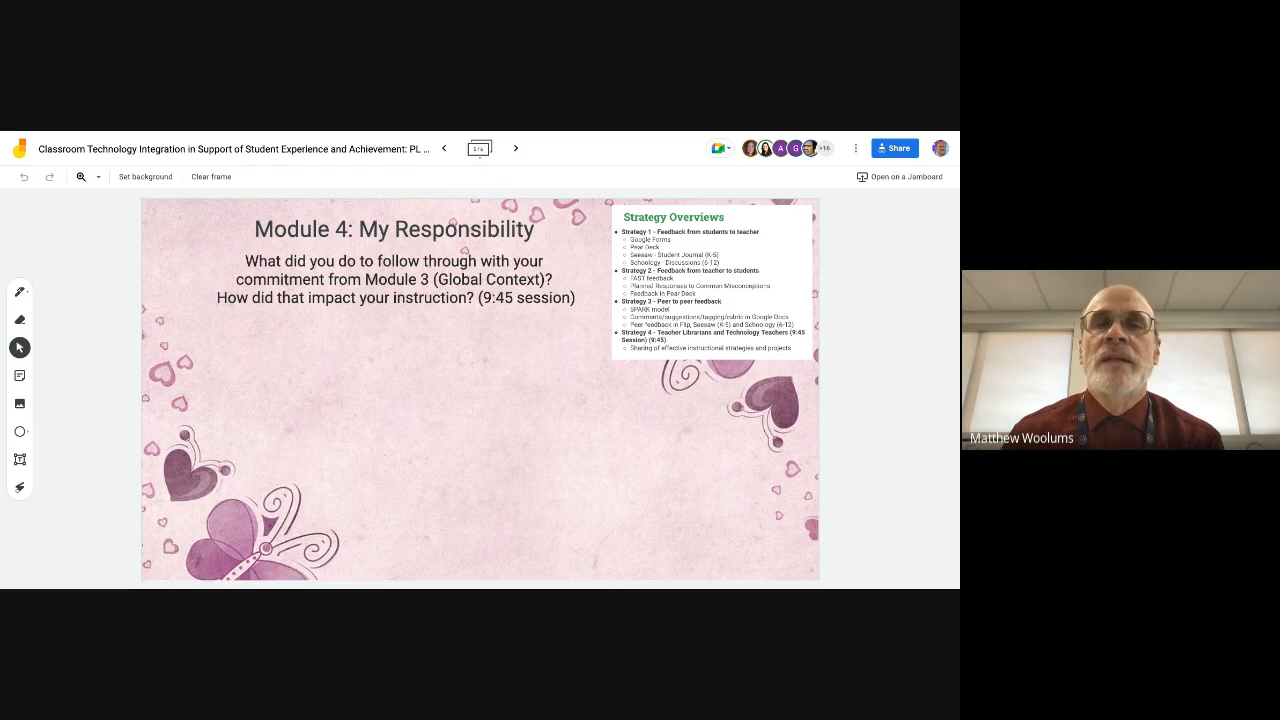 Classroom Technology Integration in Support of Student Experience and Achievement: PL ...
5 / 6
A
G
+16
Share
Set background
Clear frame
Open on a Jamboard
Module 4: My Responsibility
What did you do to follow through with your
commitment from Module 3 (Global Context)?
How did that impact your instruction? (9:45 session)
Strategy Overviews
Strategy 1 - Feedback from students to teacher
Google Forms
Pear Deck
Seesaw - Student Journal (K-5)
Schoology - Discussions (6-12)
Strategy 2 - Feedback from teacher to students
FAST feedback
Planned Responses to Common Misconceptions
Feedback in Pear Deck
Strategy 3 - Peer to peer feedback
SPARK model
Comments/suggestions/tagging/rubric in Google Docs
Peer feedback in Flip, Seesaw (K-5) and Schoology (6-12)
Strategy 4 - Teacher Librarians and Technology Teachers (9:45
Session) (9:45)
Sharing of effective instructional strategies and projects
Matthew Woolums